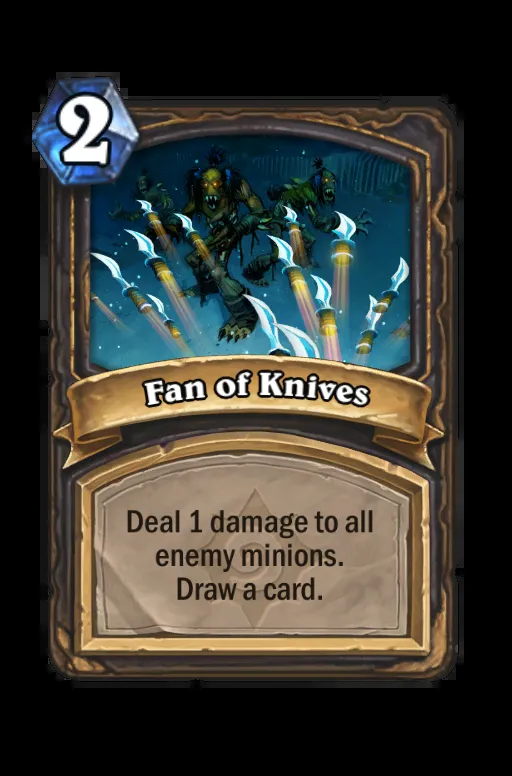 2
Fan of Knives
Deal 1 damage to all
enemy minions.
Draw a card.